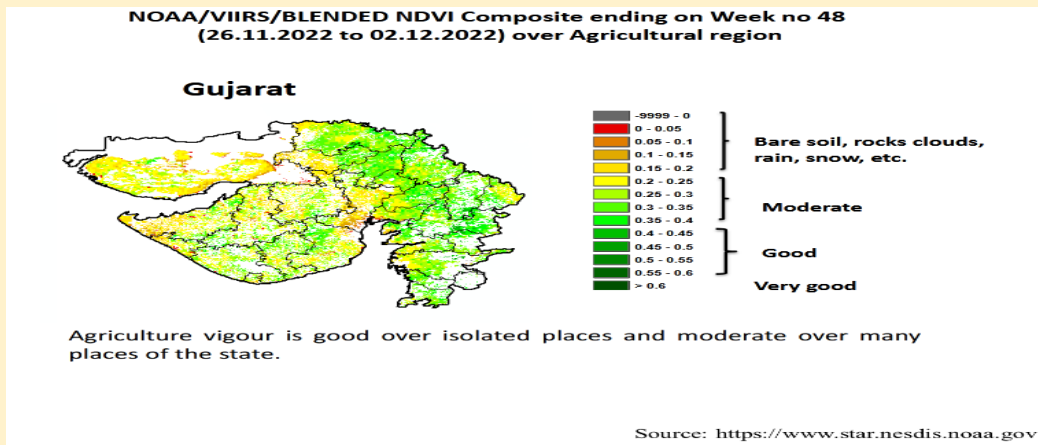 NOAA/VIIRS/BLENDED NDVI Composite ending on Week no 48
(26.11.2022 to 02.12.2022) over Agricultural region
Gujarat
-9999 - 0
0 - 0.05
0.05 - 0.1
0.1 - 0.15
0.15 - 0.2
0.2 - 0.25
0.25 - 0.3
0.3 - 0.35
0.35 - 0.4
0.4 - 0.45
0.45 - 0.5
0.5 - 0.55
0.55 - 0.6
> 0.6
Bare soil, rocks clouds,
rain, snow, etc.
Moderate
Good
Very good
Agriculture vigour is good over isolated places and moderate over many
places of the state.
Source: https://www.star.nesdis.noaa.gov